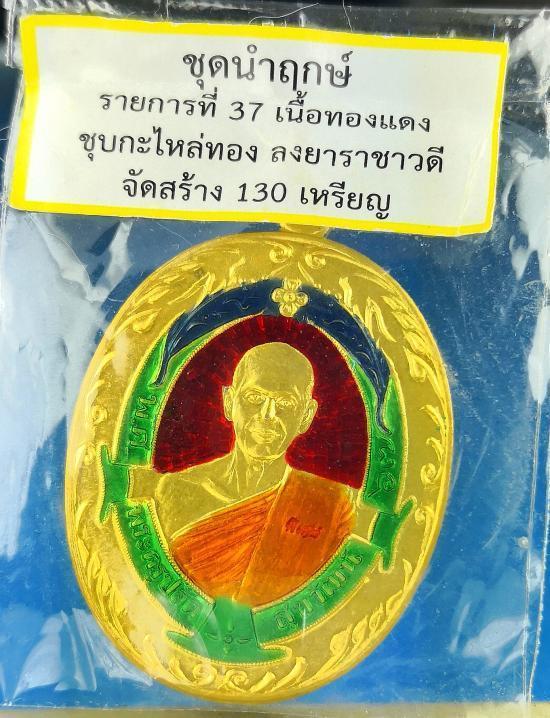 ชุดนำฤกษ์
รายการที่ 37 เนื้อทองแดง
ชุบกะไหล่ทอง ลงยาราชาวดี
จัดสร้าง 130 เหรียญ